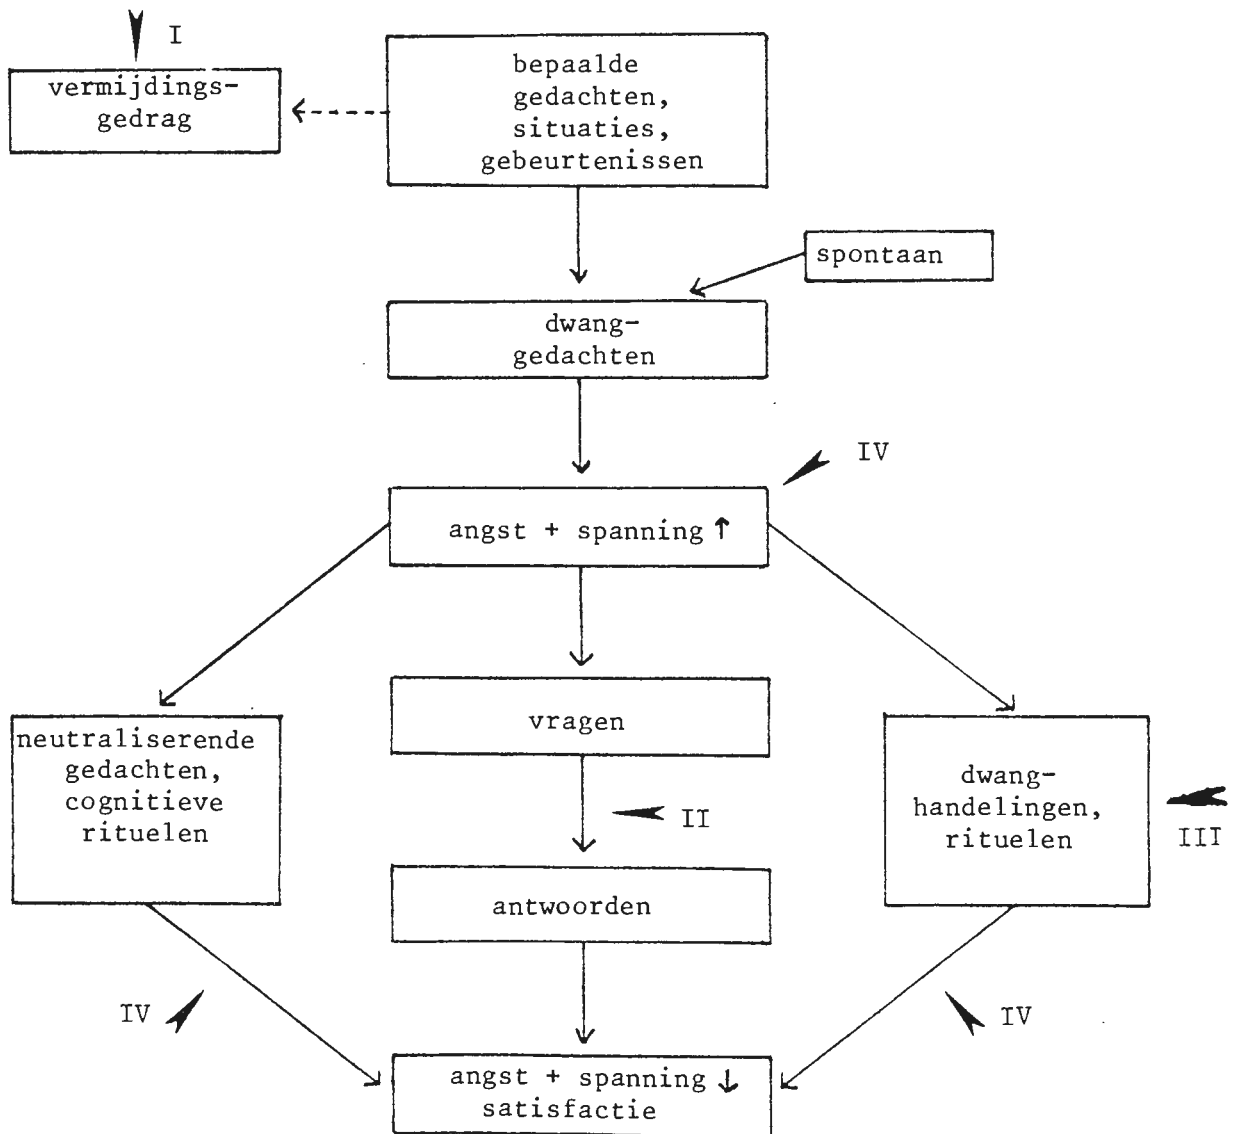 I
vermijdings-
gedrag
bepaalde
gedachten,
situaties,
gebeurtenissen
spontaan
dwang-
gedachten
IV
angst + spanning ↑
vragen
neutraliserende
gedachten,
cognitieve
rituelen
II
dwang-
handelingen,
rituelen
III
antwoorden
IV
IV
angst + spanning ↓
satisfactie